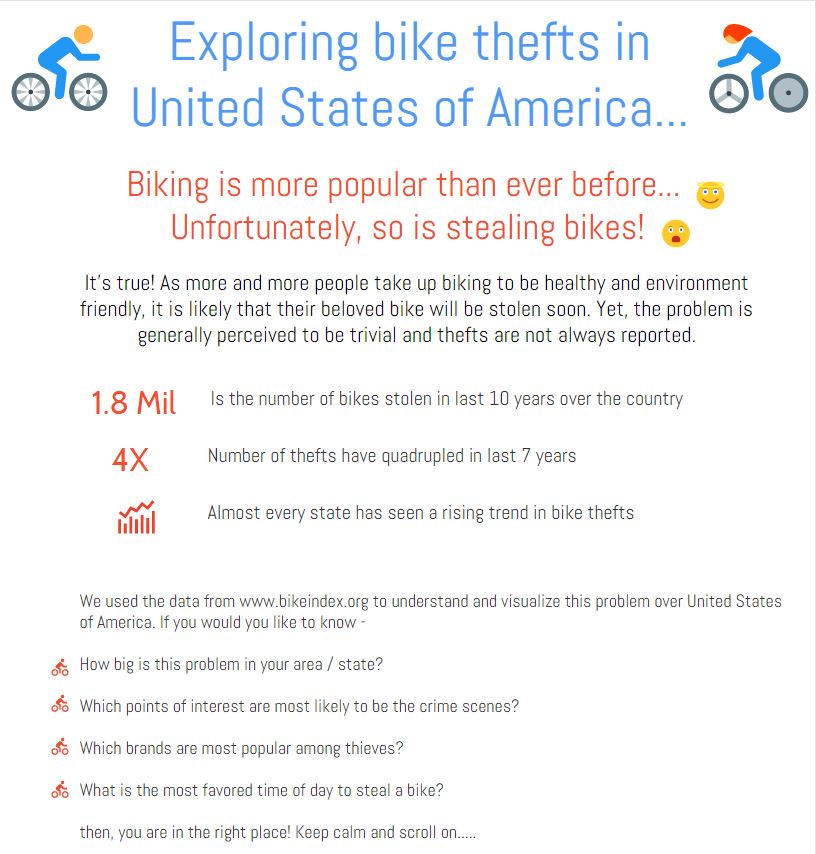 Exploring bike thefts in
United States of America...
Biking is more popular than ever before...
Unfortunately, so is stealing bikes!
It's true! As more and more people take up biking to be healthy and environment
friendly, it is likely that their beloved bike will be stolen soon. Yet, the problem is
generally perceived to be trivial and thefts are not always reported.
1.8 Mil Is the number of bikes stolen in last 10 years over the country
4X Number of thefts have quadrupled in last 7 years
Almost every state has seen a rising trend in bike thefts
We used the data from www.bikeindex.org to understand and visualize this problem over United States
of America. If you would you like to know -
How big is this problem in your area / state?
Which points of interest are most likely to be the crime scenes?
Which brands are most popular among thieves?
What is the most favored time of day to steal a bike?
then, you are in the right place! Keep calm and scroll on.....